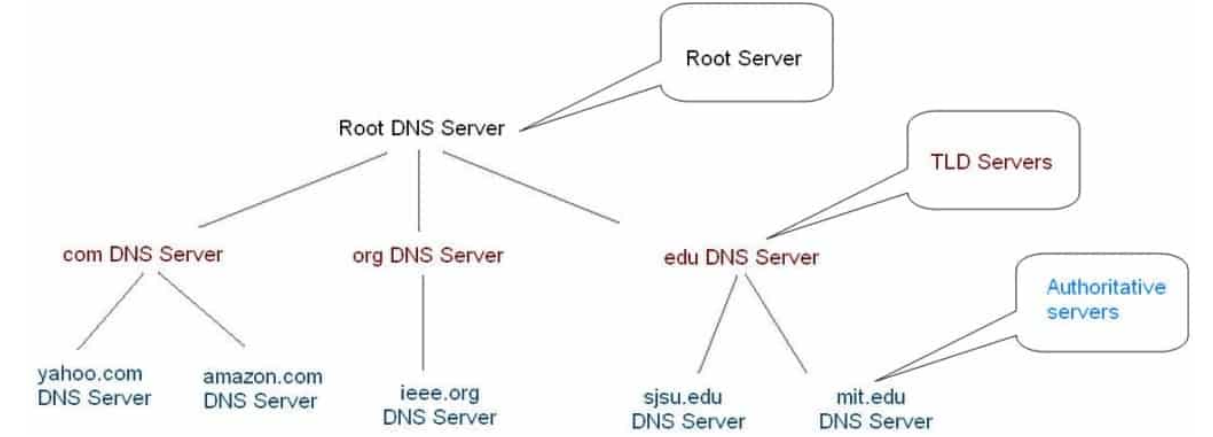 Root Server
Root DNS Server
TLD Servers
com DNS Server
org DNS Server
edu DNS Server
Authoritative
servers
yahoo.com
DNS Server
amazon.com
DNS Server
ieee.org
DNS Server
sjsu.edu
DNS Server
mit.edu
DNS Server